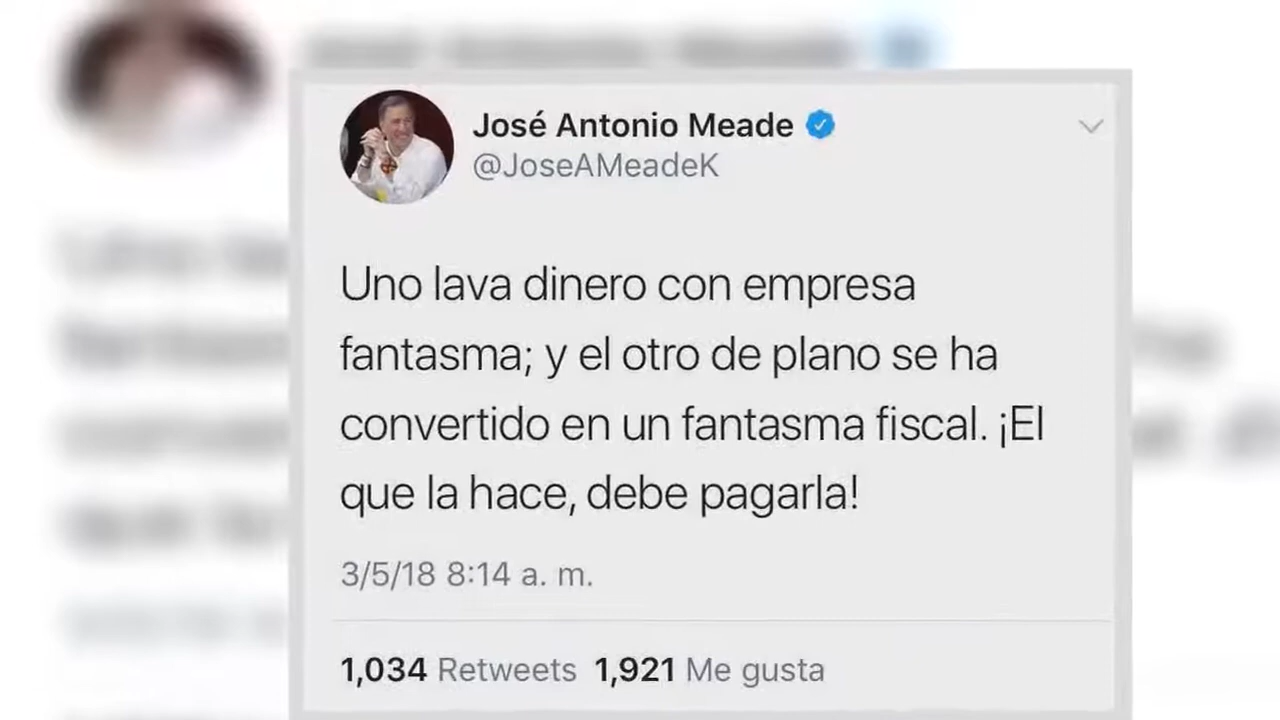 José Antonio Meade
@JoseAMeadeK
Uno lava dinero con empresa
fantasma; y el otro de plano se ha
convertido en un fantasma fiscal. ¡El
que la hace, debe pagarla!
3/5/18 8:14 a. m.
1,034 Retweets 1,921 Me gusta